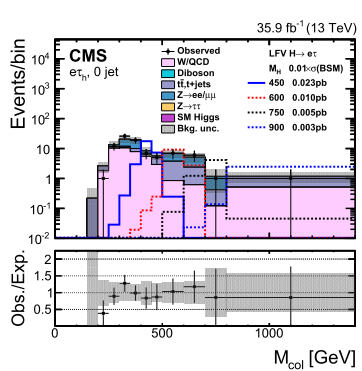 35.9 fb⁻¹ (13 TeV)
Events/bin
CMS
eτₕ, 0 jet
Observed
W/QCD
Diboson
tt̄,t+jets
Z→ee/μμ
Z→ττ
SM Higgs
Bkg. unc.
LFV H→ eτ
M_H 0.01×σ(BSM)
450 0.023pb
600 0.010pb
750 0.005pb
900 0.003pb
10⁴
10³
10²
10
1
10⁻¹
10⁻²
Obs./Exp.
2
1.5
1
0.5
0 500 1000
M_col [GeV]